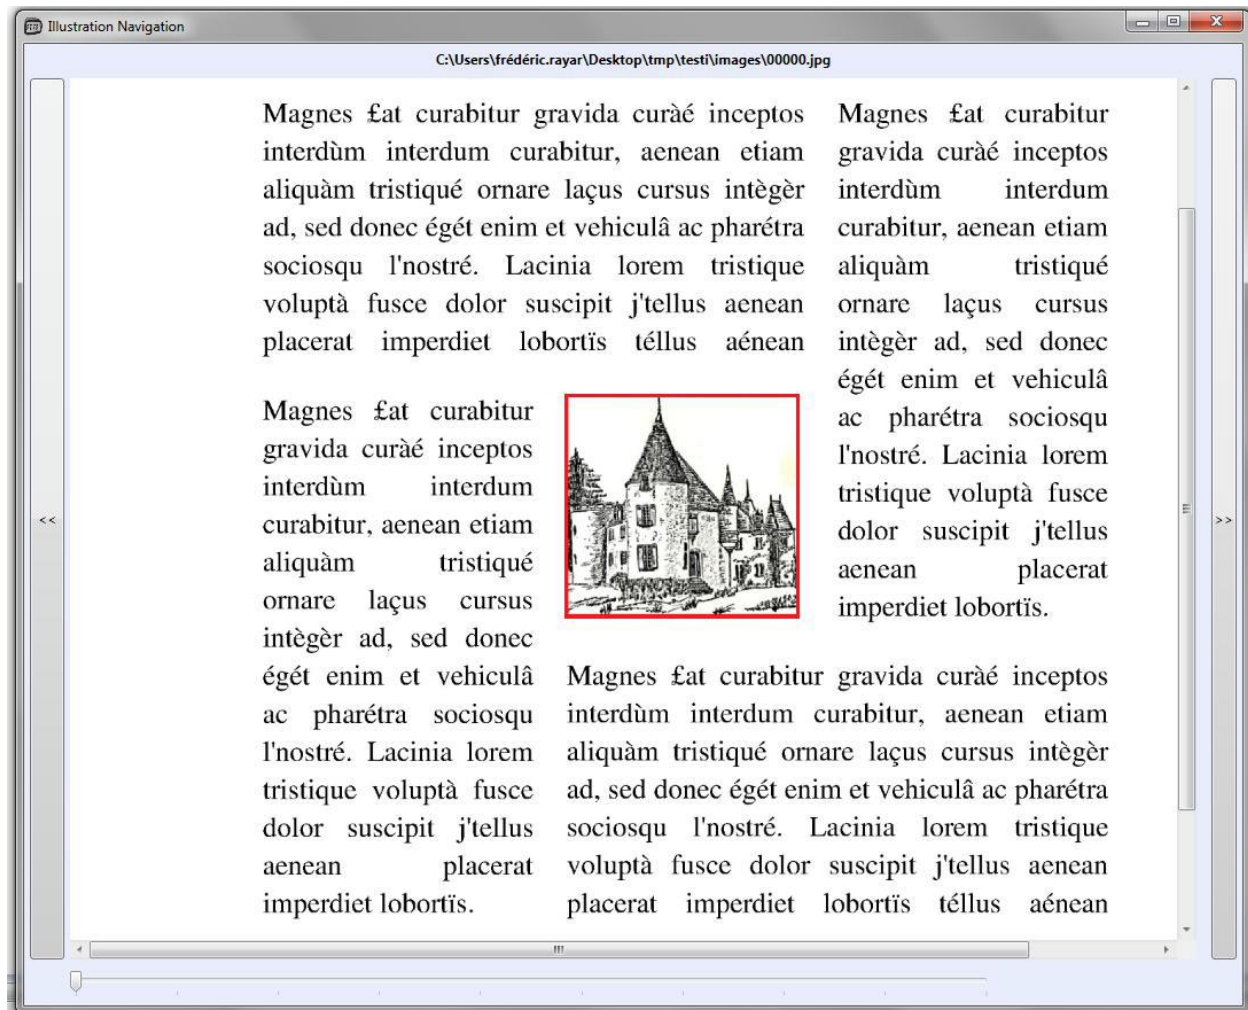 Illustration Navigation
C:\Users\frédéric.rayar\Desktop\tmp\testi\images\00000.jpg
Magnes £at curabitur gravida curàé inceptos
interdùm interdum curabitur, aenean etiam
aliquàm tristiqué ornare laçus cursus intègèr
ad, sed donec égét enim et vehiculâ ac pharétra
sociosqu l'nostré. Lacinia lorem tristique
voluptà fusce dolor suscipit j'tellus aenean
placerat imperdiet lobortïs téllus aénean
Magnes £at curabitur
gravida curàé inceptos
interdùm interdum
curabitur, aenean etiam
aliquàm tristiqué
ornare laçus cursus
intègèr ad, sed donec
égét enim et vehiculâ
ac pharétra sociosqu
l'nostré. Lacinia lorem
tristique voluptà fusce
dolor suscipit j'tellus
aenean placerat
imperdiet lobortïs.
Magnes £at curabitur
gravida curàé inceptos
interdùm interdum
curabitur, aenean etiam
aliquàm tristiqué
ornare laçus cursus
intègèr ad, sed donec
égét enim et vehiculâ
ac pharétra sociosqu
l'nostré. Lacinia lorem
tristique voluptà fusce
dolor suscipit j'tellus
aenean placerat
imperdiet lobortïs.
Magnes £at curabitur gravida curàé inceptos
interdùm interdum curabitur, aenean etiam
aliquàm tristiqué ornare laçus cursus intègèr
ad, sed donec égét enim et vehiculâ ac pharétra
sociosqu l'nostré. Lacinia lorem tristique
voluptà fusce dolor suscipit j'tellus aenean
placerat imperdiet lobortïs téllus aénean
<<
>>